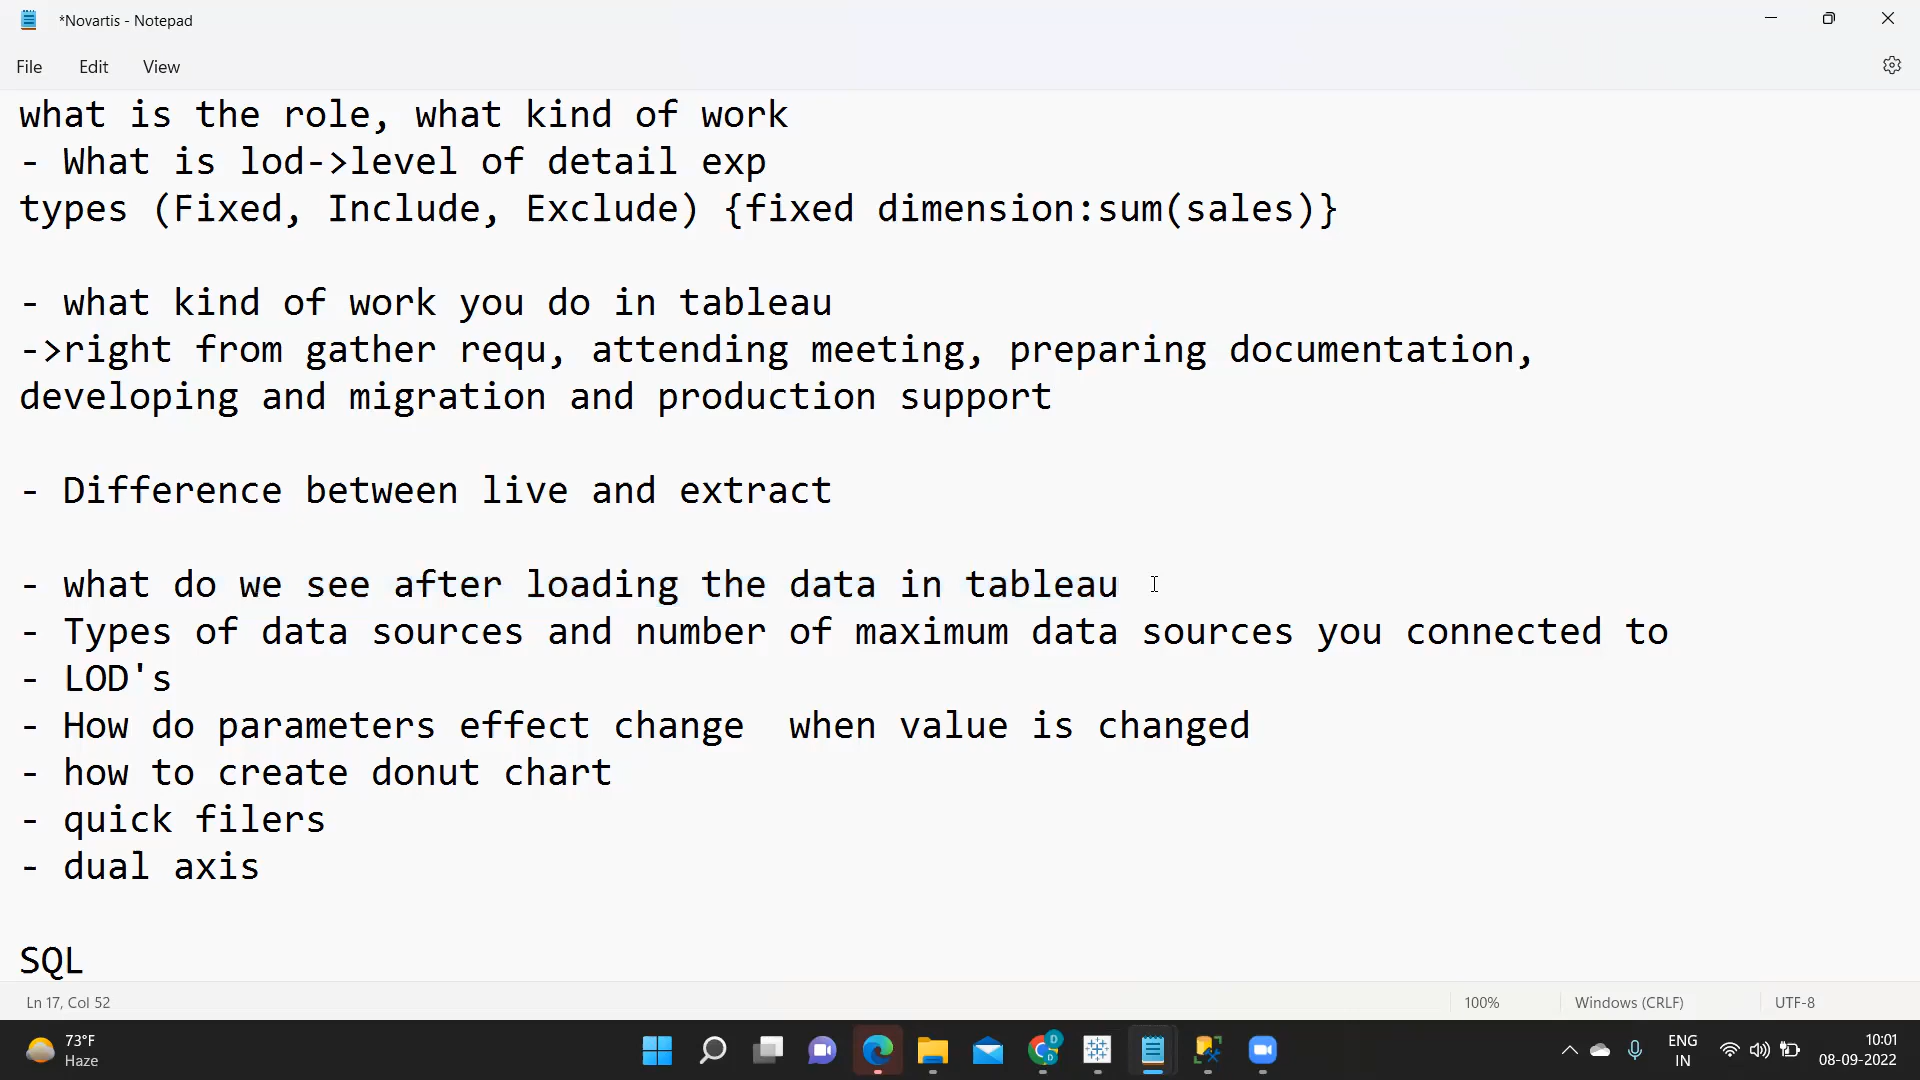 *Novartis - Notepad
File Edit View
what is the role, what kind of work
- What is lod->level of detail exp
types (Fixed, Include, Exclude) {fixed dimension:sum(sales)}
- what kind of work you do in tableau
->right from gather requ, attending meeting, preparing documentation,
developing and migration and production support
- Difference between live and extract
- what do we see after loading the data in tableau
- Types of data sources and number of maximum data sources you connected to
- LOD's
- How do parameters effect change  when value is changed
- how to create donut chart
- quick filers
- dual axis
SQL
Ln 17, Col 52 100% Windows (CRLF) UTF-8
73°F
Haze
D
D
ENG
IN
10:01
08-09-2022